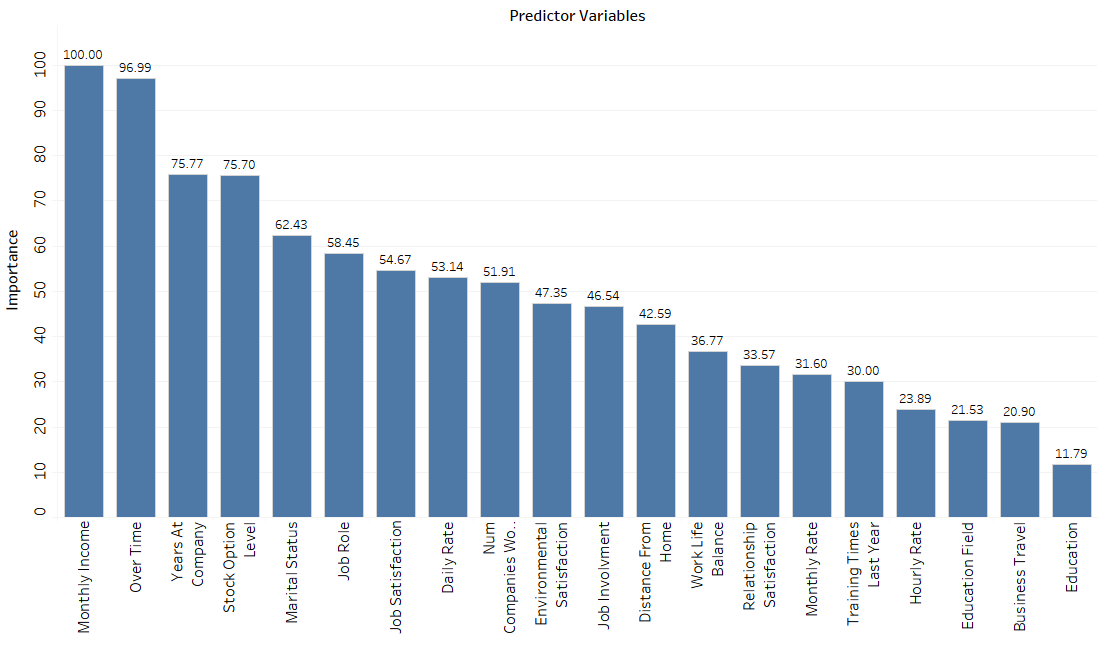 Predictor Variables
Importance
100
90
80
70
60
50
40
30
20
10
0
100.00
96.99
75.77
75.70
62.43
58.45
54.67
53.14
51.91
47.35
46.54
42.59
36.77
33.57
31.60
30.00
23.89
21.53
20.90
11.79
Monthly Income
Over Time
Years At
Company
Stock Option
Level
Marital Status
Job Role
Job Satisfaction
Daily Rate
Num
Companies Wo..
Environmental
Satisfaction
Job Involvment
Distance From
Home
Work Life
Balance
Relationship
Satisfaction
Monthly Rate
Training Times
Last Year
Hourly Rate
Education Field
Business Travel
Education